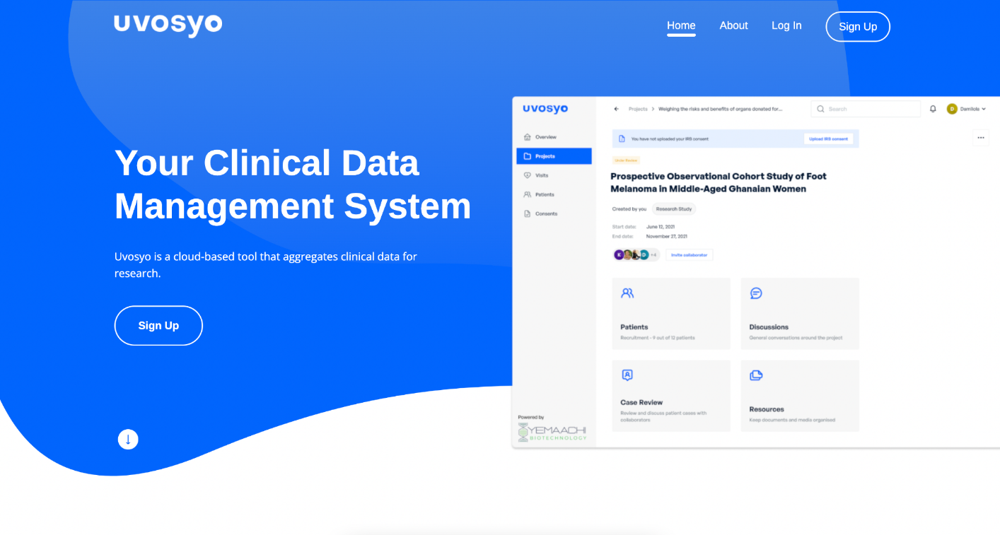 uvosyo
Home
About
Log In
Sign Up
Your Clinical Data
Management System
Uvosyo is a cloud-based tool that aggregates clinical data for
research.
Sign Up
uvosyo
Overview
Projects
Visits
Patients
Consents
Powered by
YEMAACHI
BIOTECHNOLOGY
Projects > Weighing the risks and benefits of organs donated for...
Search
D
Damilola
You have not uploaded your IRB consent
Upload IRB consent
Under Review
Prospective Observational Cohort Study of Foot
Melanoma in Middle-Aged Ghanaian Women
Created by you
Research Study
Start date: June 12, 2021
End date: November 27, 2021
K
D
+4
Invite collaborator
Patients
Recruitment - 9 out of 12 patients
Discussions
General conversations around the project
Case Review
Review and discuss patient cases with
collaborators
Resources
Keep documents and media organised